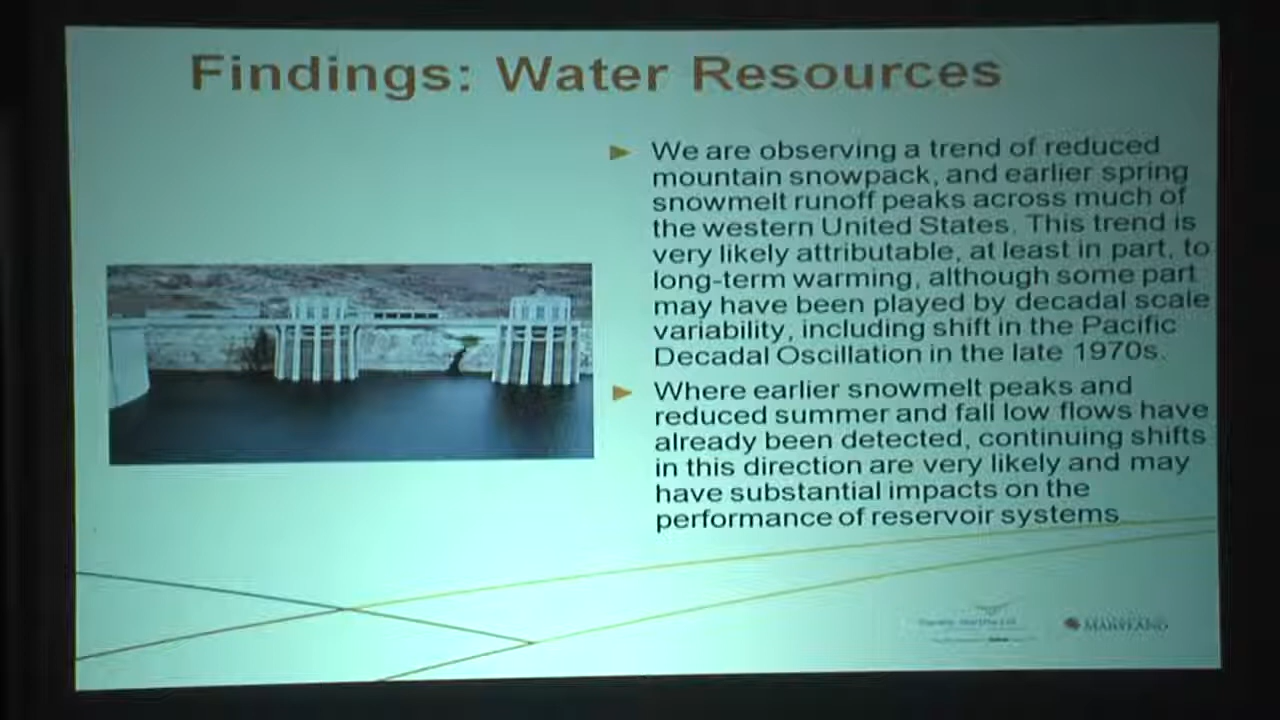 Findings: Water Resources
We are observing a trend of reduced
mountain snowpack, and earlier spring
snowmelt runoff peaks across much of
the western United States. This trend is
very likely attributable, at least in part, to
long-term warming, although some part
may have been played by decadal scale
variability, including shift in the Pacific
Decadal Oscillation in the late 1970s.
Where earlier snowmelt peaks and
reduced summer and fall low flows have
already been detected, continuing shifts
in this direction are very likely and may
have substantial impacts on the
performance of reservoir systems
MARYLAND